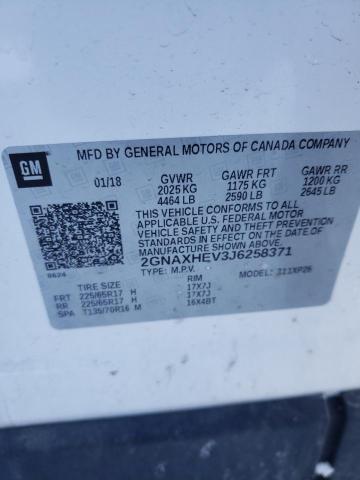 MFD BY GENERAL MOTORS OF CANADA COMPANY
GM
01/18 GVWR GAWR FRT GAWR RR
2025 KG 1175 KG 1200 KG
4464 LB 2590 LB 2645 LB
THIS VEHICLE CONFORMS TO ALL APPLICABLE
U.S. FEDERAL MOTOR VEHICLE SAFETY, BUMPER,
AND THEFT PREVENTION STANDARDS IN EFFECT ON THE
DATE OF MANUFACTURE SHOWN ABOVE.
2GNAXHEV3J6258371
TYPE: M.P.V. MODEL: 111XP26
0624
TIRE SIZE RIM
FRT 225/65R17 H 17X7J
RR 225/65R17 H 17X7J
SPA T135/70R16 M 16X4BT